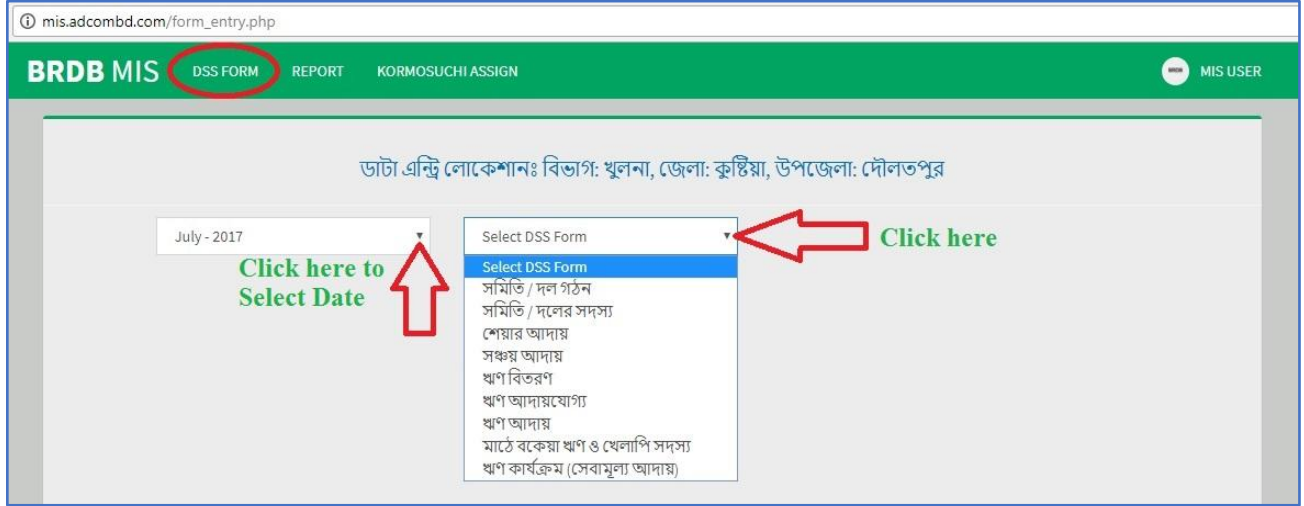 mis.adcombd.com/form_entry.php
BRDB MIS DSS FORM REPORT KORMOSUCHI ASSIGN MIS USER
ডাটা এন্ট্রি লোকেশানঃ বিভাগ: খুলনা, জেলা: কুষ্টিয়া, উপজেলা: দৌলতপুর
July - 2017 Select DSS Form Click here
Click here to
Select Date
Select DSS Form
সমিতি / দল গঠন
সমিতি / দলের সদস্য
শেয়ার আদায়
সঞ্চয় আদায়
ঋণ বিতরণ
ঋণ আদায়যোগ্য
ঋণ আদায়
মাঠে বকেয়া ঋণ ও খেলাপি সদস্য
ঋণ কার্যক্রম (সেবামূল্য আদায়)